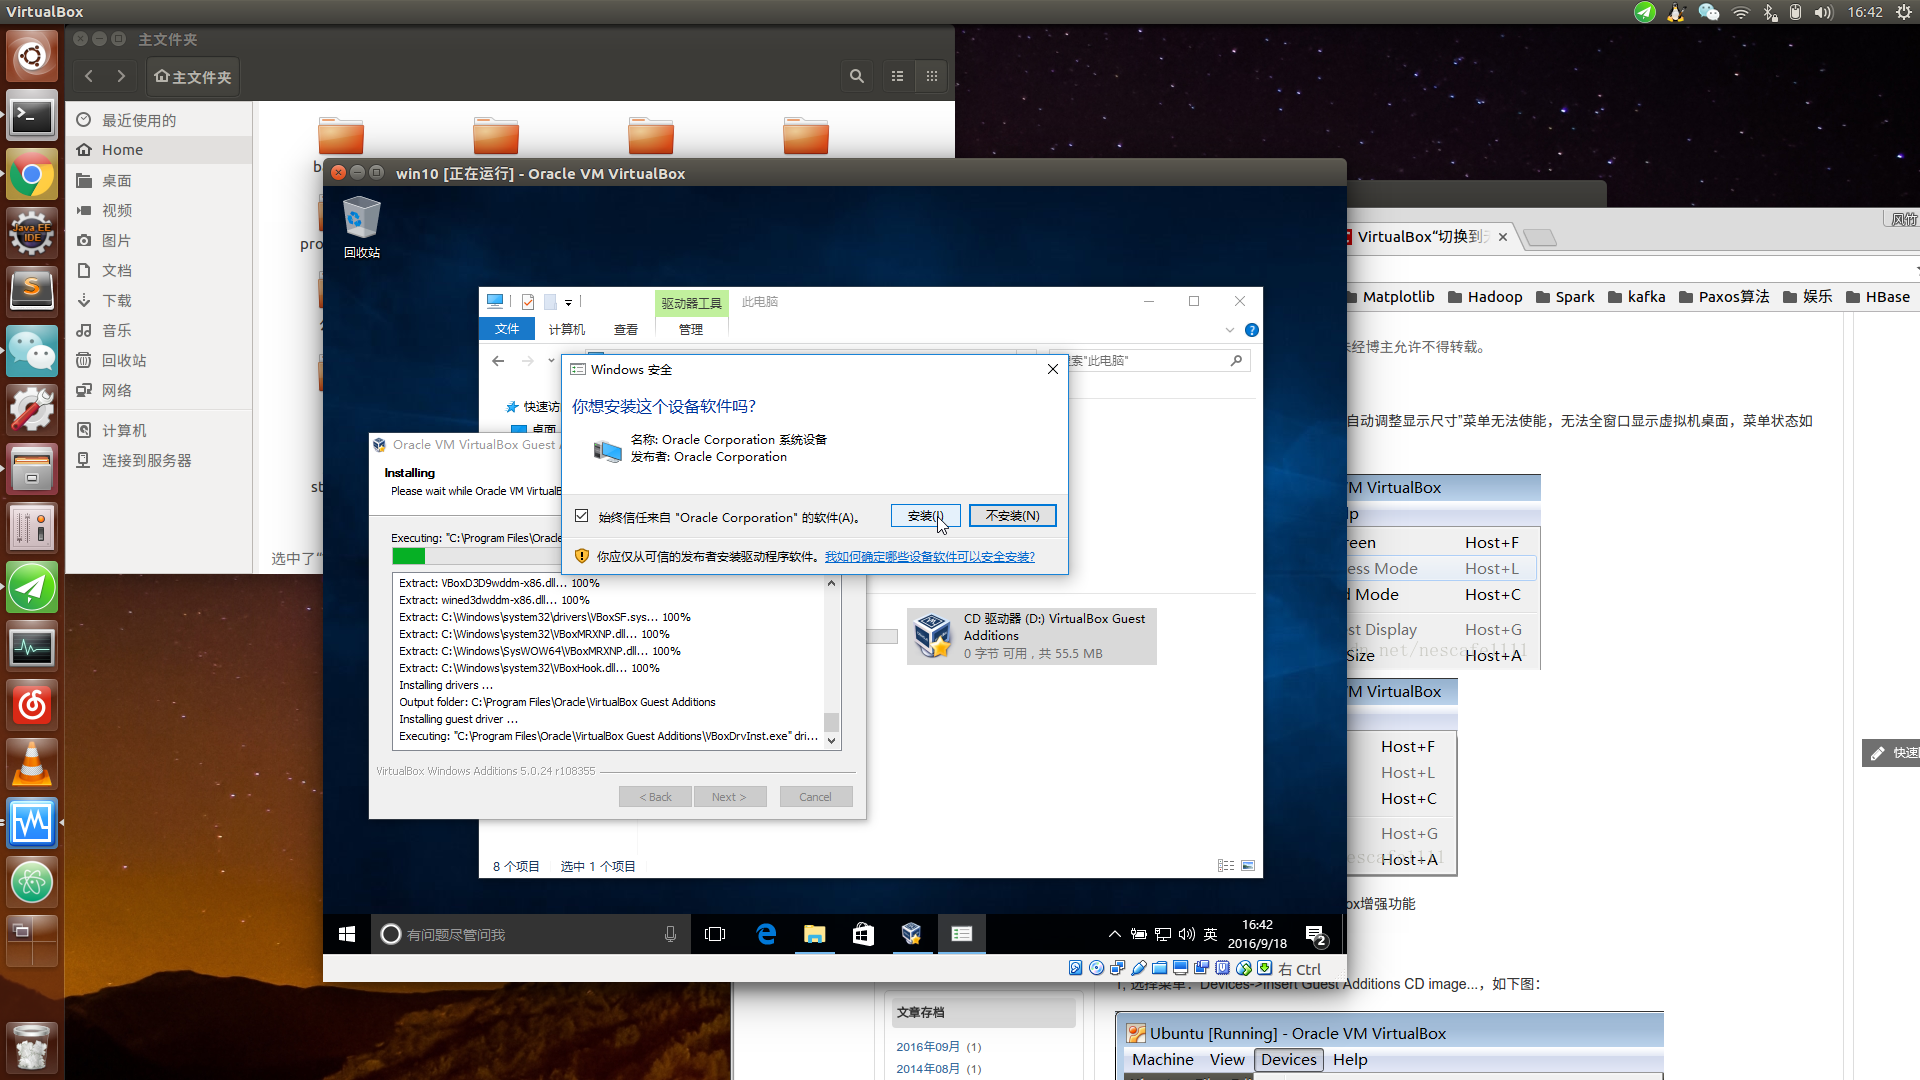 VirtualBox
16:42
主文件夹
主文件夹
最近使用的
Home
桌面
视频
图片
文档
下载
音乐
回收站
网络
计算机
连接到服务器
pro
st
选中了“
win10 [正在运行] - Oracle VM VirtualBox
回收站
驱动器工具
此电脑
文件
计算机
查看
管理
索"此电脑"
快速访
桌面
Windows 安全
你想安装这个设备软件吗?
名称: Oracle Corporation 系统设备
发布者: Oracle Corporation
始终信任来自 "Oracle Corporation" 的软件(A)。
安装(I)
不安装(N)
你应仅从可信的发布者安装驱动程序软件。我如何确定哪些设备软件可以安全安装?
Oracle VM VirtualBox Guest
Installing
Please wait while Oracle VM VirtualB
Executing: "C:\Program Files\Oracle
Extract: VBoxD3D9wddm-x86.dll... 100%
Extract: wined3dwddm-x86.dll... 100%
Extract: C:\Windows\system32\drivers\VBoxSF.sys... 100%
Extract: C:\Windows\system32\VBoxMRXNP.dll... 100%
Extract: C:\Windows\SysWOW64\VBoxMRXNP.dll... 100%
Extract: C:\Windows\system32\VBoxHook.dll... 100%
Installing drivers ...
Output folder: C:\Program Files\Oracle\VirtualBox Guest Additions
Installing guest driver ...
Executing: "C:\Program Files\Oracle\VirtualBox Guest Additions\VBoxDrvInst.exe" dri...
VirtualBox Windows Additions 5.0.24 r108355
< Back
Next >
Cancel
CD 驱动器 (D:) VirtualBox Guest
Additions
0 字节 可用，共 55.5 MB
8 个项目
选中 1 个项目
有问题尽管问我
英
16:42
2016/9/18
2
右 Ctrl
风竹
VirtualBox“切换到
Matplotlib
Hadoop
Spark
kafka
Paxos算法
娱乐
HBase
经博主允许不得转载。
自动调整显示尺寸”菜单无法使能，无法全窗口显示虚拟机桌面，菜单状态如
M VirtualBox
lp
reen Host+F
ess Mode Host+L
d Mode Host+C
st Display Host+G
Size Host+A
M VirtualBox
Host+F
Host+L
Host+C
Host+G
Host+A
ox增强功能
快速
1, 选择菜单：Devices->Insert Guest Additions CD image...，如下图：
文章存档
2016年09月 (1)
2014年08月 (1)
Ubuntu [Running] - Oracle VM VirtualBox
Machine View Devices Help